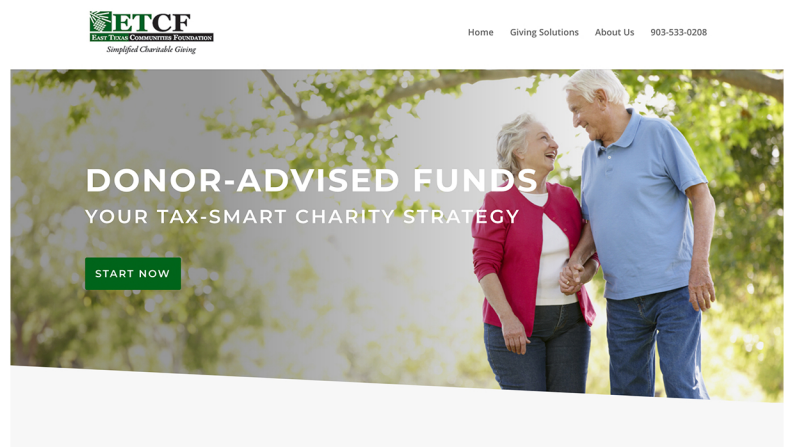 ETCF
East Texas Communities Foundation
Simplified Charitable Giving
Home Giving Solutions About Us 903-533-0208
DONOR-ADVISED FUNDS
YOUR TAX-SMART CHARITY STRATEGY
START NOW